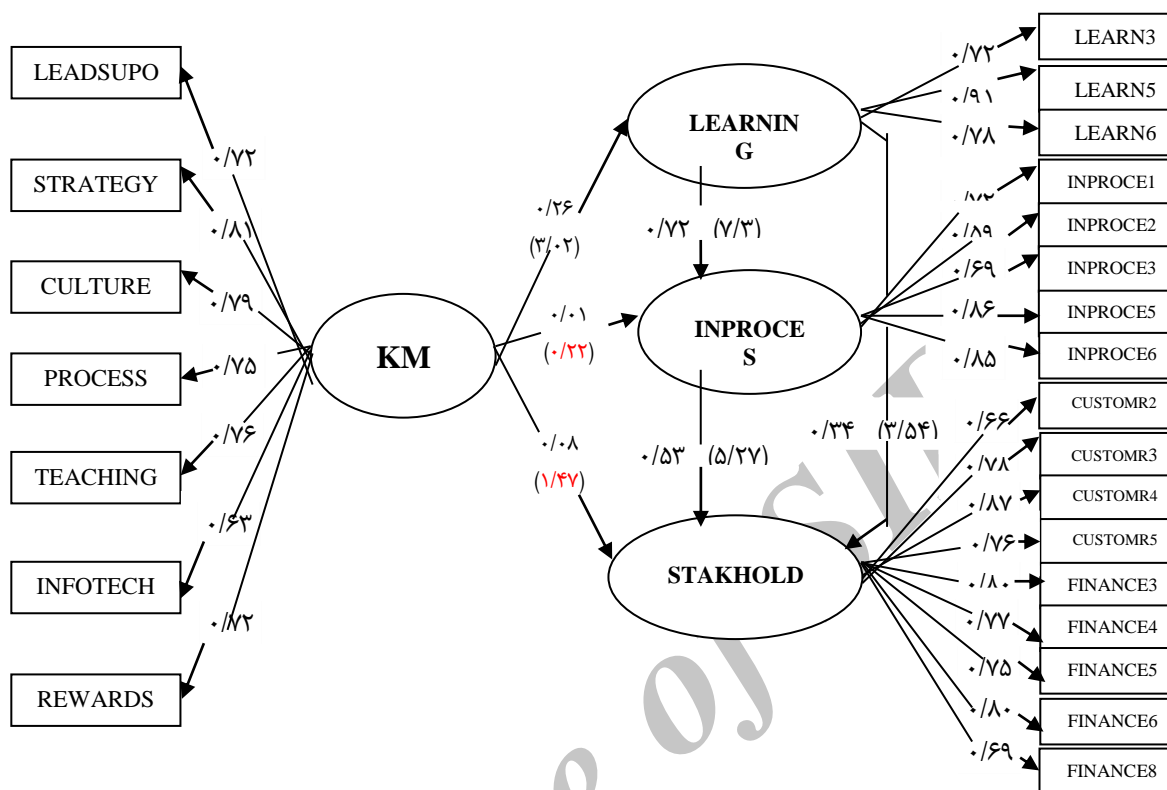 LEADSUPO
STRATEGY
CULTURE
PROCESS
TEACHING
INFOTECH
REWARDS
۰/۷۲
۰/۸۱
۰/۷۹
۰/۷۵
۰/۷۶
۰/۶۳
۰/۷۲
KM
۰/۲۶
(۳/۰۲)
۰/۰۱
(۰/۲۲)
۰/۰۸
(۱/۴۷)
LEARNIN
G
۰/۷۲ (۷/۳)
INPROCE
S
۰/۵۳ (۵/۲۷)
۰/۳۴ (۳/۵۴)
STAKHOLD
۰/۷۲
۰/۹۱
۰/۷۸
۰/۷۲
۰/۸۹
۰/۶۹
۰/۸۶
۰/۸۵
۰/۶۶
۰/۷۸
۰/۸۷
۰/۷۶
۰/۸۰
۰/۷۷
۰/۷۵
۰/۸۰
۰/۶۹
LEARN3
LEARN5
LEARN6
INPROCE1
INPROCE2
INPROCE3
INPROCE5
INPROCE6
CUSTOMR2
CUSTOMR3
CUSTOMR4
CUSTOMR5
FINANCE3
FINANCE4
FINANCE5
FINANCE6
FINANCE8
of